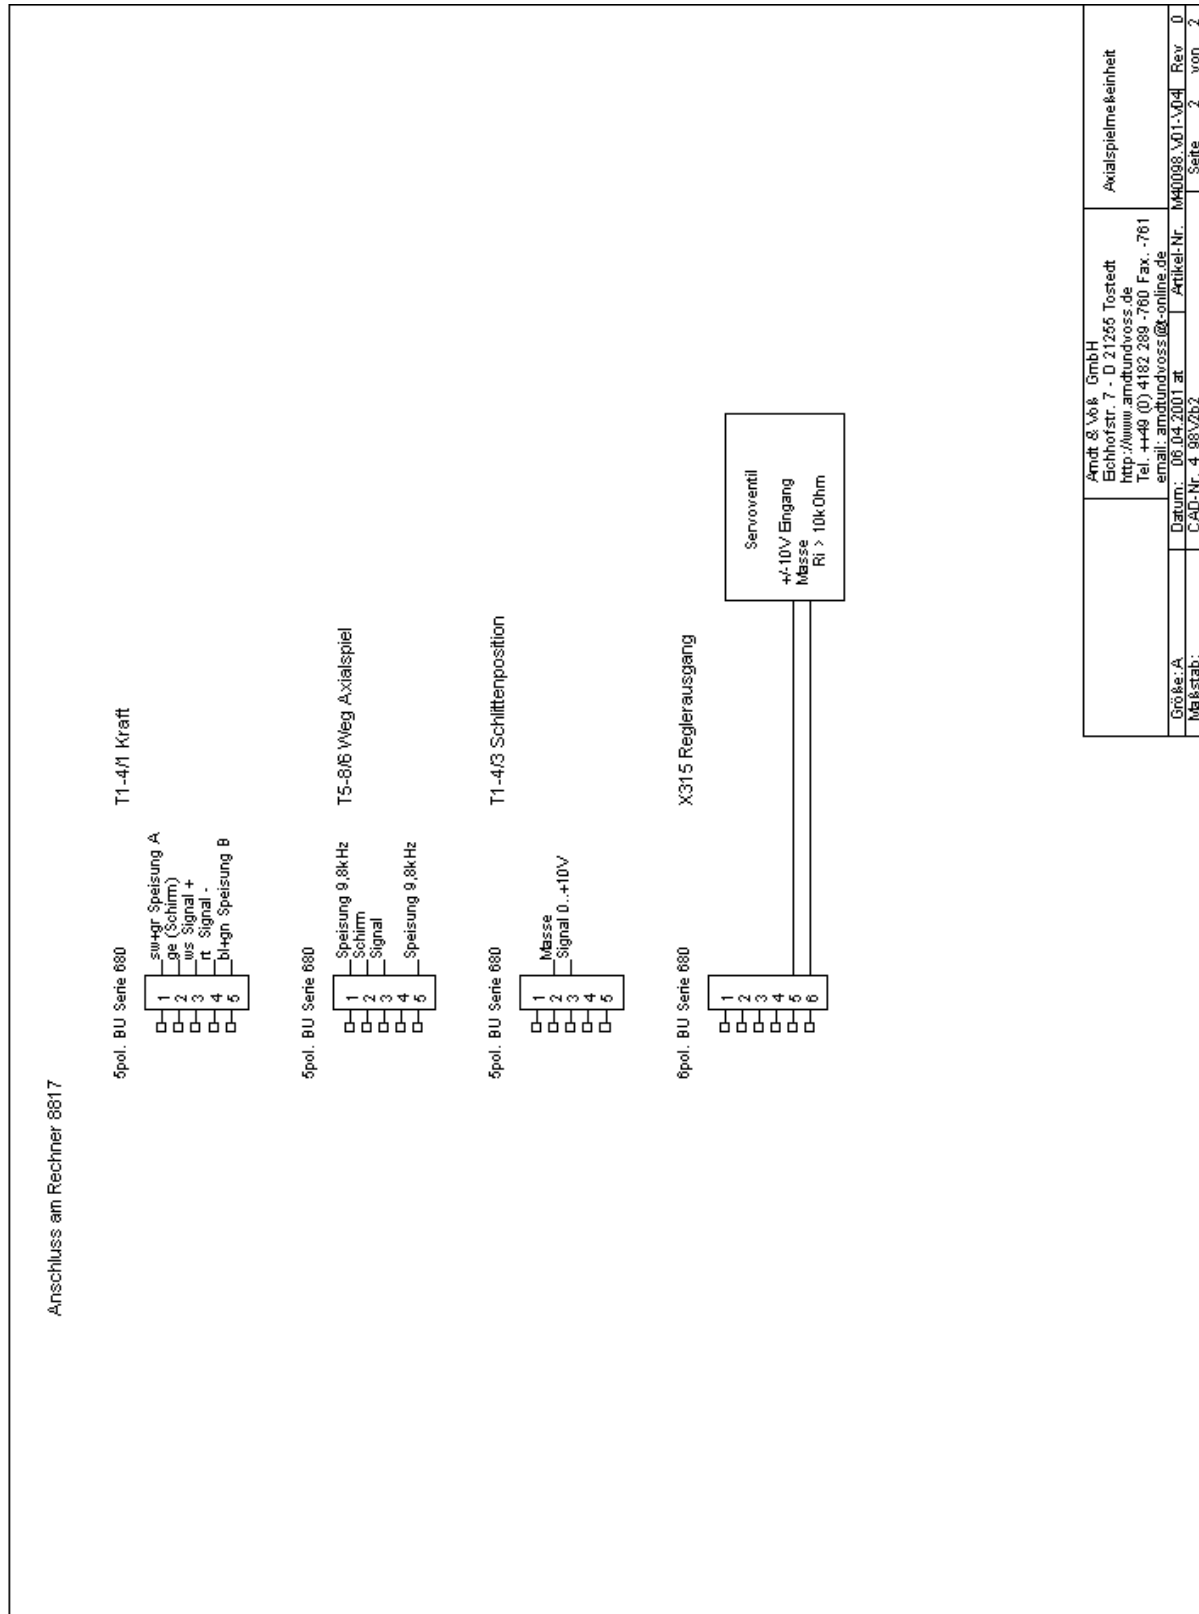 Anschluss am Rechner 8817
5pol. BU Serie 680
T1-4/1 Kraft
1
2
3
4
5
sw+gr Speisung A
ge (Schirm)
ws Signal +
rt Signal -
bl+gn Speisung B
5pol. BU Serie 680
T5-8/6 Weg Axialspiel
1
2
3
4
5
Speisung 9,8kHz
Schirm
Signal
Speisung 9,8kHz
5pol. BU Serie 680
T1-4/3 Schlittenposition
1
2
3
4
5
Masse
Signal 0..+10V
6pol. BU Serie 680
X315 Reglerausgang
1
2
3
4
5
6
Servoventil
+/-10V Eingang
Masse
Ri > 10kOhm
Arndt & Voß GmbH
Eichhofstr. 7 - D 21255 Tostedt
http://www.arndtundvoss.de
Tel. ++49 (0) 4182 289 -760 Fax. -761
email: arndtundvoss@t-online.de
Axialspielmeßeinheit
Größe: A
Datum: 06.04.2001 at
Artikel-Nr. M40098.V01-V04
Rev 0
Maßstab:
CAD-Nr. 4_98V2b2
Seite 2 von 2